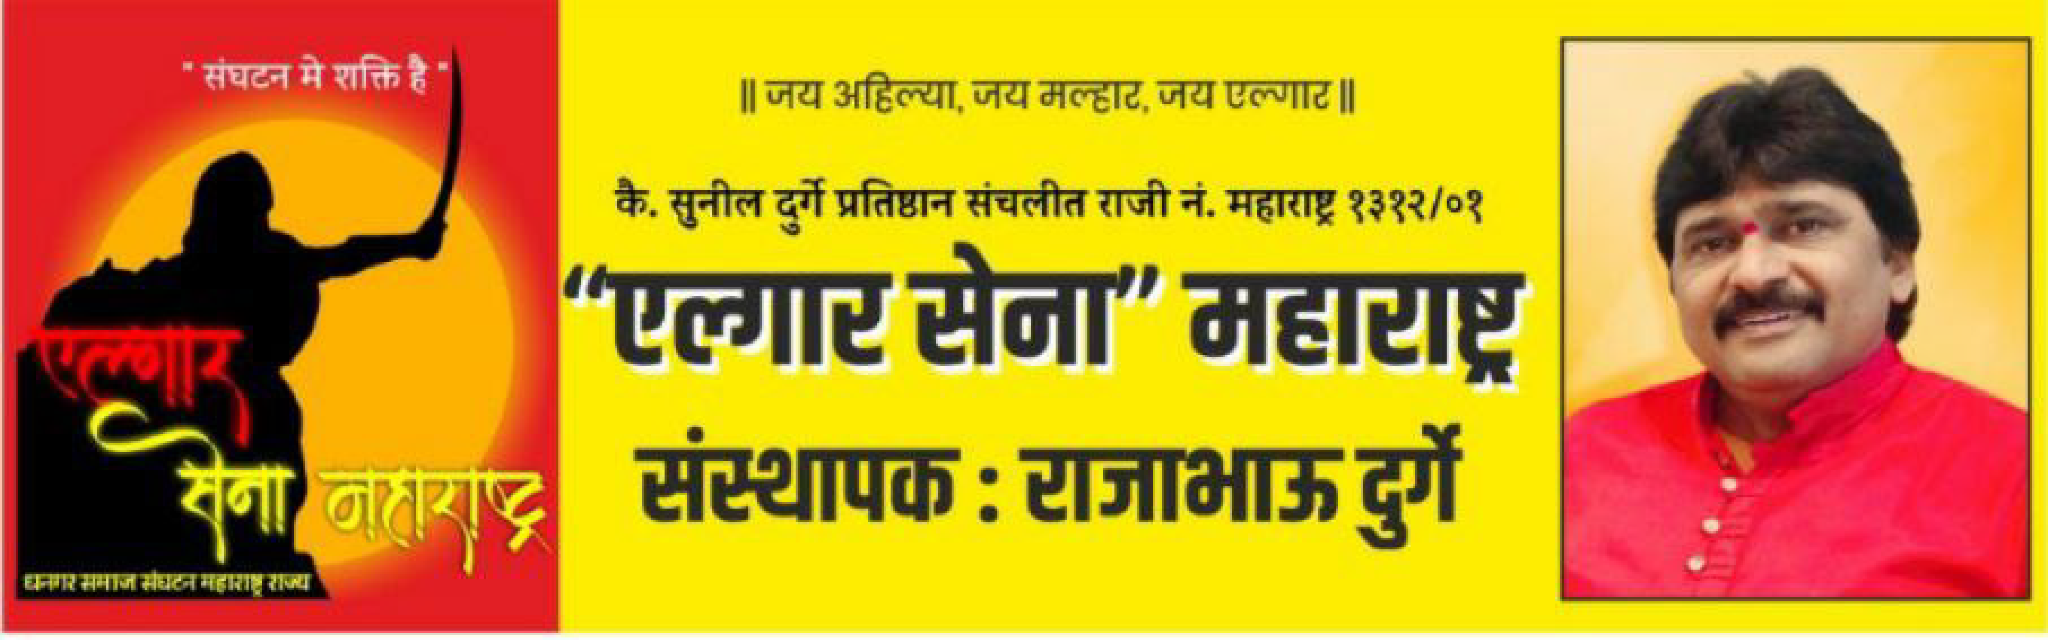 " संघटन मे शक्ति है "
एल्गार
सेना महाराष्ट्र
धनगर समाज संघटन महाराष्ट्र राज्य
॥ जय अहिल्या, जय मल्हार, जय एल्गार ॥
कै. सुनील दुर्गे प्रतिष्ठान संचलीत राजी नं. महाराष्ट्र १३१२/०१
“एल्गार सेना” महाराष्ट्र
संस्थापक : राजाभाऊ दुर्गे